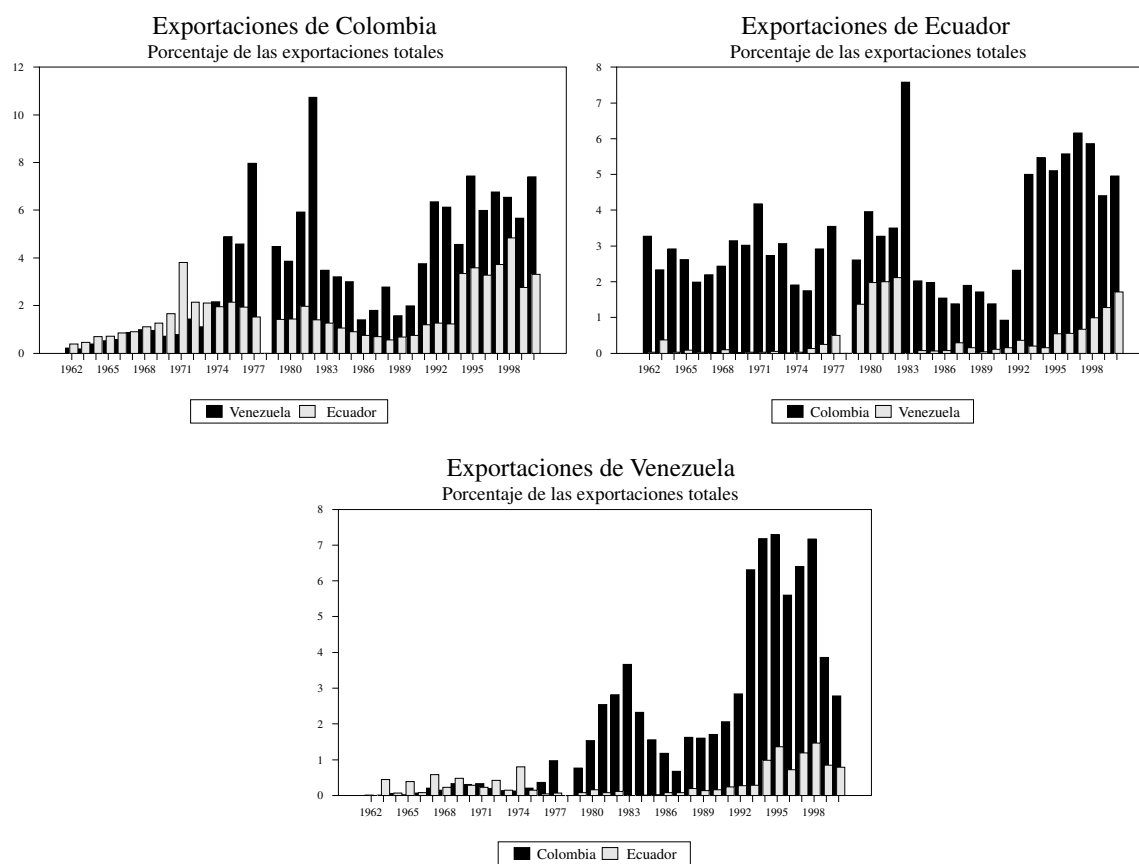 Exportaciones de Colombia
Porcentaje de las exportaciones totales
12
10
8
6
4
2
0
1962 1965 1968 1971 1974 1977 1980 1983 1986 1989 1992 1995 1998
Venezuela Ecuador
Exportaciones de Ecuador
Porcentaje de las exportaciones totales
8
7
6
5
4
3
2
1
0
1962 1965 1968 1971 1974 1977 1980 1983 1986 1989 1992 1995 1998
Colombia Venezuela
Exportaciones de Venezuela
Porcentaje de las exportaciones totales
8
7
6
5
4
3
2
1
0
1962 1965 1968 1971 1974 1977 1980 1983 1986 1989 1992 1995 1998
Colombia Ecuador